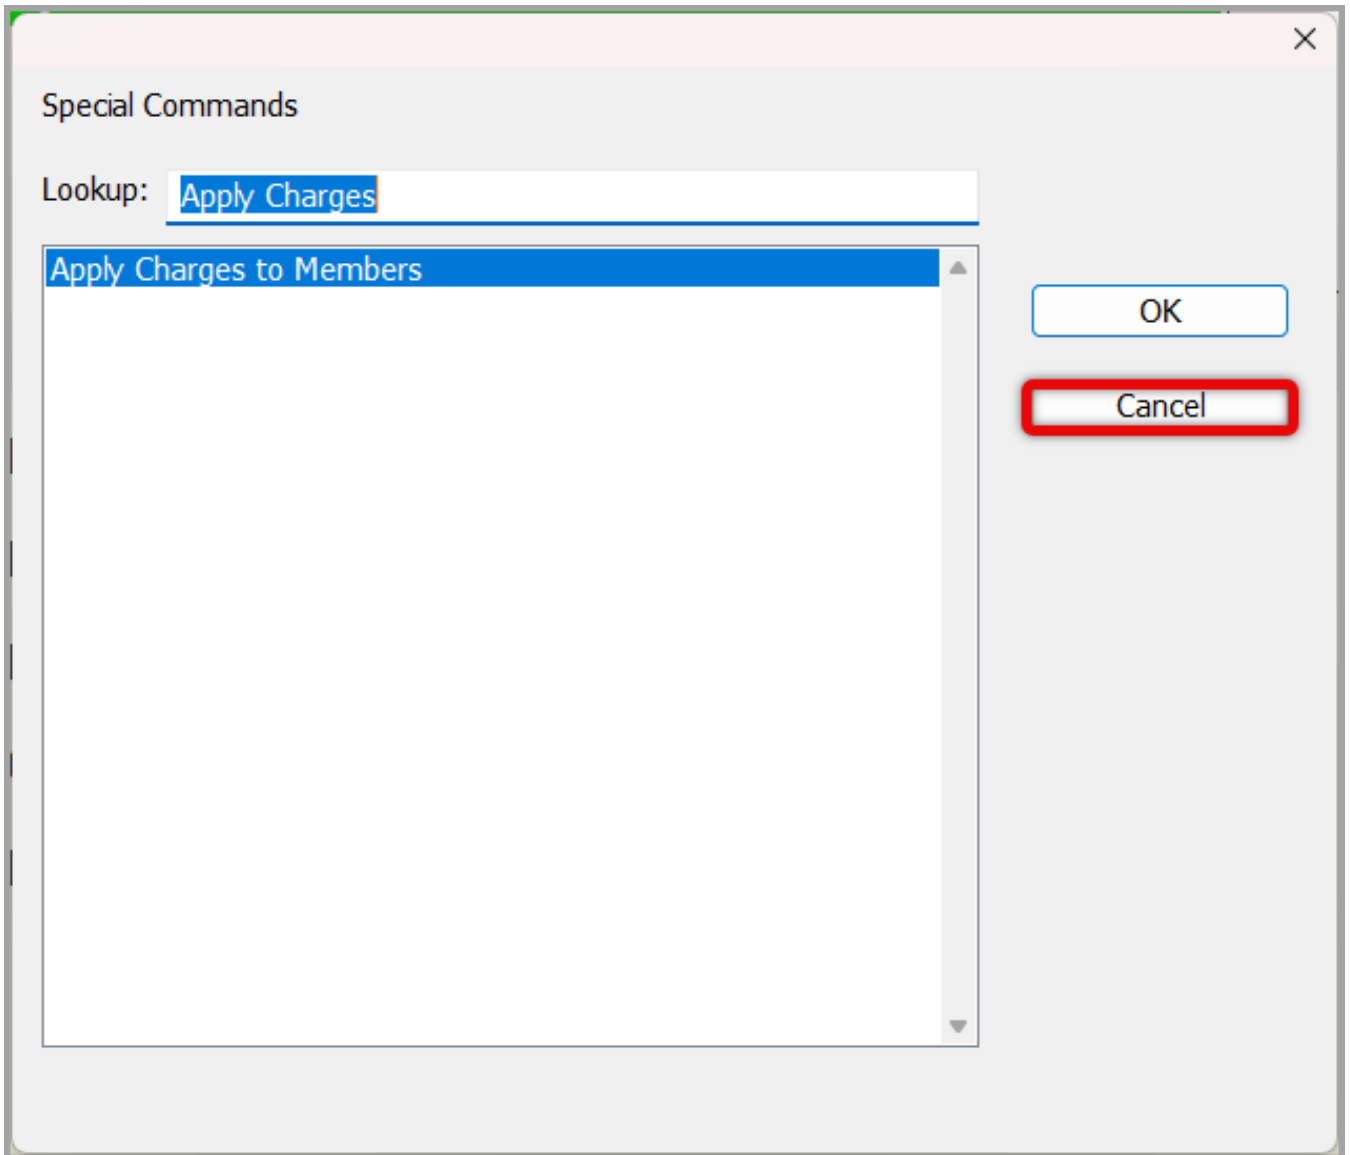 Special Commands
Lookup: Apply Charges
Apply Charges to Members
OK
Cancel